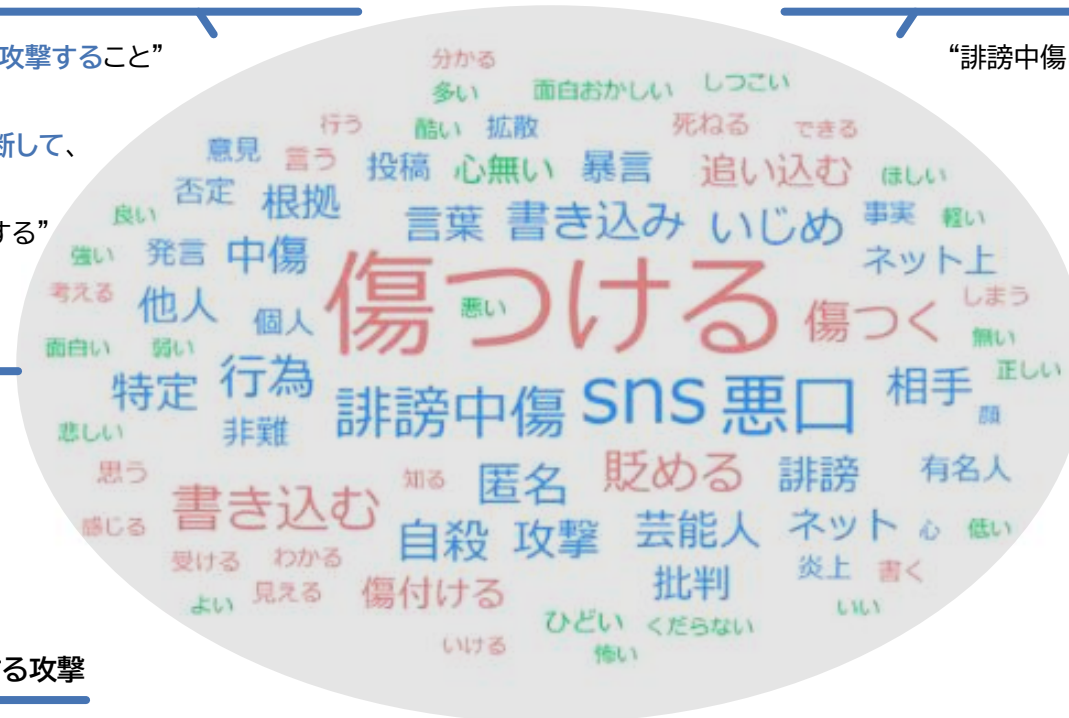 攻撃すること”
“誹謗中傷
断して、
する”
る攻撃
分かる
多い 面白おかしい しつこい
行う 酷い 拡散 死ねる できる
意見 言う 投稿 心無い 暴言 追い込む ほしい
否定 根拠 言葉 書き込み いじめ 事実 軽い
良い 強い 発言 中傷 ネット上
考える 他人 個人 傷つける 悪い 傷つく しまう
面白い 弱い 無い
特定 行為 誹謗中傷 sns 悪口 相手 正しい
悲しい 非難 顔
思う 知る 匿名 貶める 誹謗 有名人
感じる 書き込む 自殺 攻撃 芸能人 ネット 心 低い
受ける わかる 批判 炎上 書く
よい 見える 傷付ける ひどい くだらない いい
いける 怖い